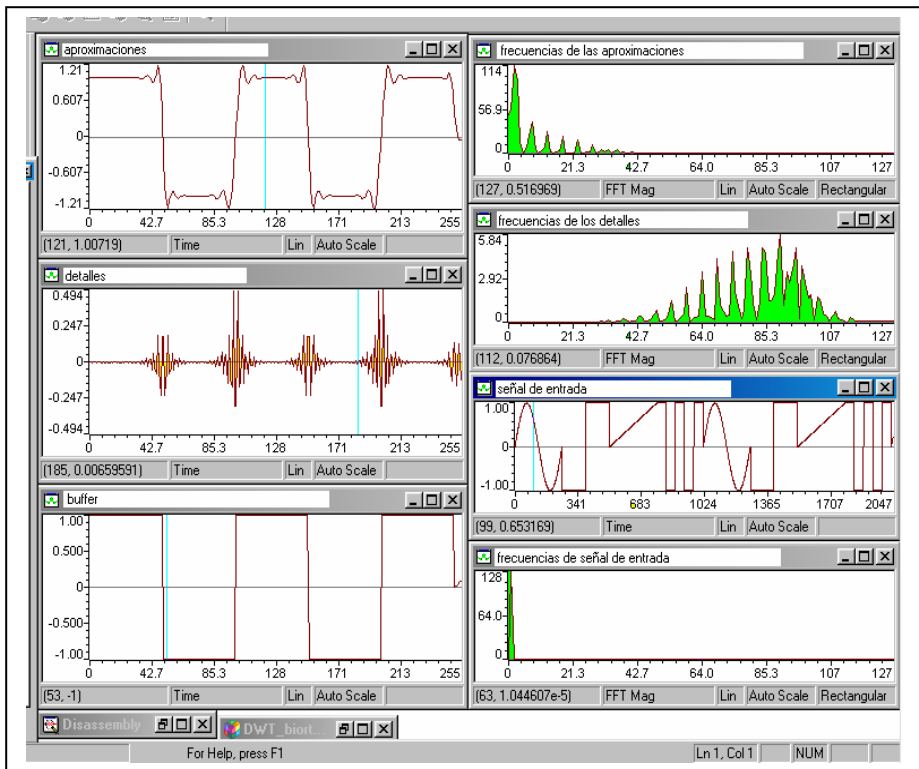 aproximaciones
1.21
0.607
0
-0.607
-1.21
0 42.7 85.3 128 171 213 255
(121, 1.00719) Time Lin Auto Scale
detalles
0.494
0.247
0
-0.247
-0.494
0 42.7 85.3 128 171 213 255
(185, 0.00659591) Time Lin Auto Scale
buffer
1.00
0.500
0
-0.500
-1.00
0 42.7 85.3 128 171 213 255
(53, -1) Time Lin Auto Scale
frecuencias de las aproximaciones
114
56.9
0
0 21.3 42.7 64.0 85.3 107 127
(127, 0.516969) FFT Mag Lin Auto Scale Rectangular
frecuencias de los detalles
5.84
2.92
0
0 21.3 42.7 64.0 85.3 107 127
(112, 0.076864) FFT Mag Lin Auto Scale Rectangular
señal de entrada
1.00
0
-1.00
0 341 683 1024 1365 1707 2047
(99, 0.653169) Time Lin Auto Scale
frecuencias de señal de entrada
128
64.0
0
0 21.3 42.7 64.0 85.3 107 127
(63, 1.044607e-5) FFT Mag Lin Auto Scale Rectangular
Disassembly
DWT_biort...
For Help, press F1
Ln 1, Col 1 NUM